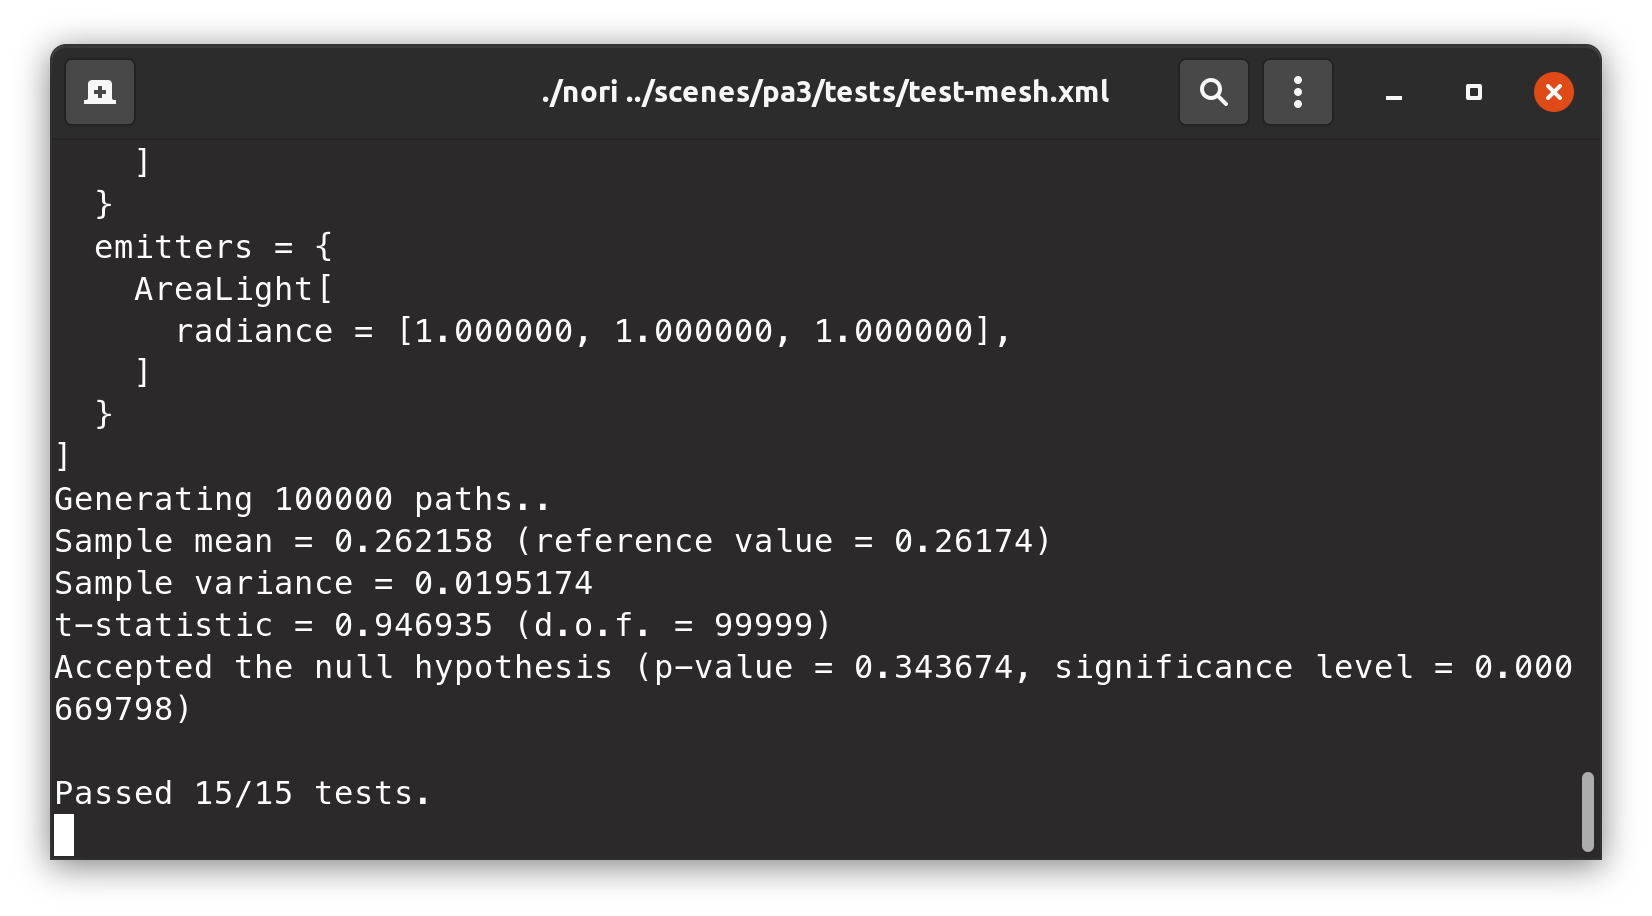 ./nori ../scenes/pa3/tests/test-mesh.xml
    ]
  }
  emitters = {
    AreaLight[
      radiance = [1.000000, 1.000000, 1.000000],
    ]
  }
]
Generating 100000 paths..
Sample mean = 0.262158 (reference value = 0.26174)
Sample variance = 0.0195174
t-statistic = 0.946935 (d.o.f. = 99999)
Accepted the null hypothesis (p-value = 0.343674, significance level = 0.000
669798)

Passed 15/15 tests.